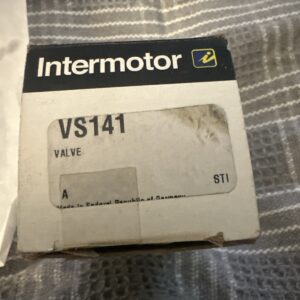 Intermotor i
VS141
VALVE
A STI
Made in Federal Republic of Germany